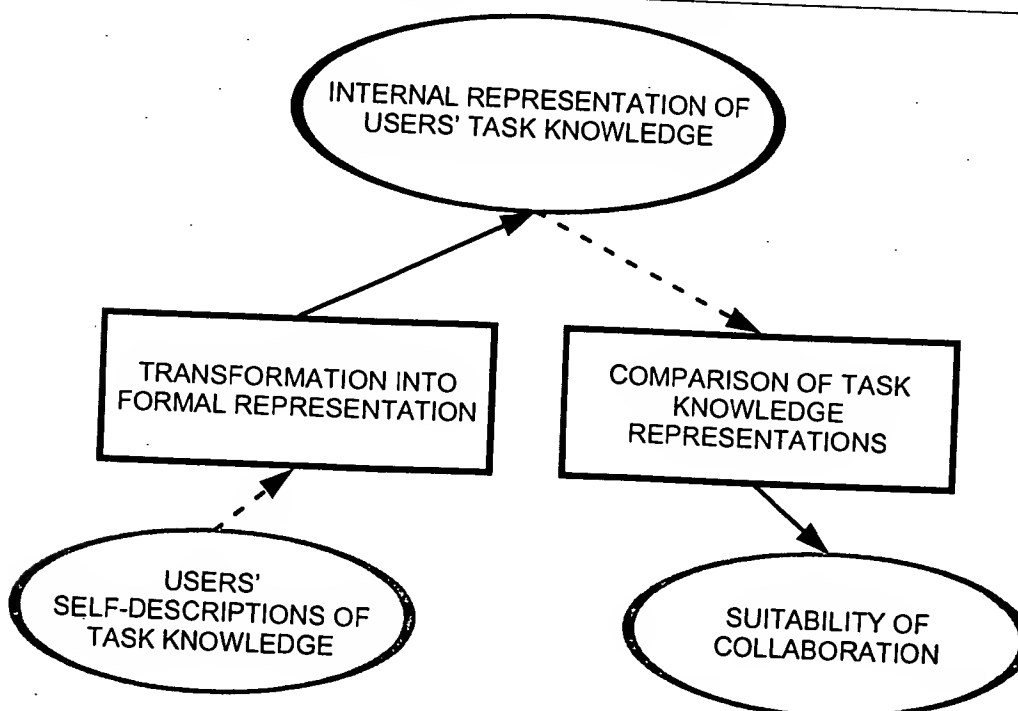 INTERNAL REPRESENTATION OF
USERS' TASK KNOWLEDGE
TRANSFORMATION INTO
FORMAL REPRESENTATION
COMPARISON OF TASK
KNOWLEDGE
REPRESENTATIONS
USERS'
SELF-DESCRIPTIONS OF
TASK KNOWLEDGE
SUITABILITY OF
COLLABORATION